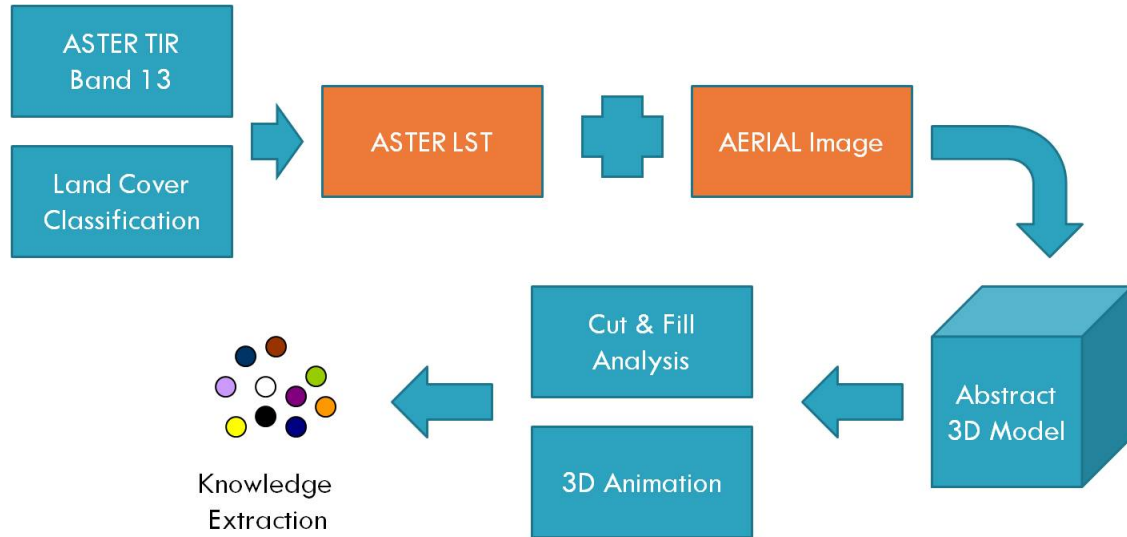 ASTER TIR
Band 13
Land Cover
Classification
ASTER LST
AERIAL Image
Abstract
3D Model
Cut & Fill
Analysis
3D Animation
Knowledge
Extraction